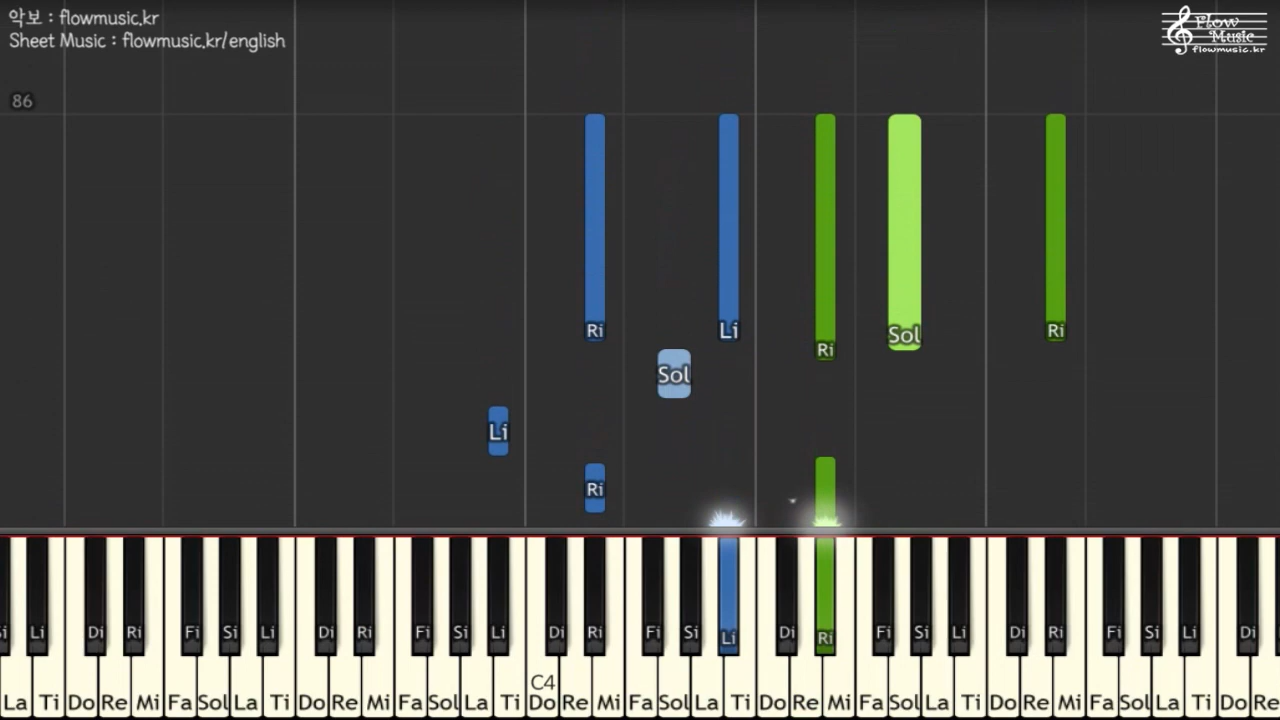 악보 : flowmusic.kr
Sheet Music : flowmusic.kr/english
Flow
Music
flowmusic.kr
86
Ri Li Ri
Ri Sol
Ri
Sol
Li
Ri
Si Li Di Ri Fi Si Li Di Ri Fi Si Li Di Ri Fi Si Li Di Ri Fi Si Li Di Ri Fi Si Li Di
C4
La Ti Do Re Mi Fa Sol La Ti Do Re Mi Fa Sol La Ti Do Re Mi Fa Sol La Ti Do Re Mi Fa Sol La Ti Do Re Mi Fa Sol La Ti Do Re